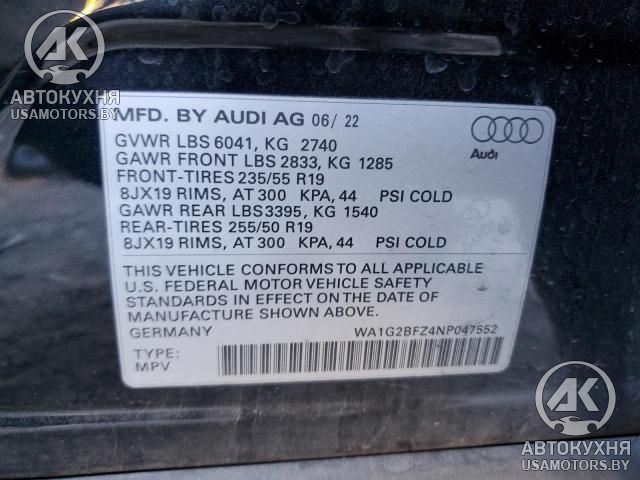 AK
АВТОКУХНЯ
USAMOTORS.BY
MFD. BY AUDI AG 06/ 22
GVWR LBS 6041, KG 2740
GAWR FRONT LBS 2833, KG 1285
FRONT-TIRES 235/55 R19
8JX19 RIMS, AT 300 KPA, 44 PSI COLD
GAWR REAR LBS3395, KG 1540
REAR-TIRES 255/50 R19
8JX19 RIMS, AT 300 KPA, 44 PSI COLD
Audi
THIS VEHICLE CONFORMS TO ALL APPLICABLE
U.S. FEDERAL MOTOR VEHICLE SAFETY
STANDARDS IN EFFECT ON THE DATE OF
MANUFACTURE SHOWN ABOVE.
GERMANY WA1G2BFZ4NP047552
TYPE:
MPV
AK
АВТОКУХНЯ
USAMOTORS.BY